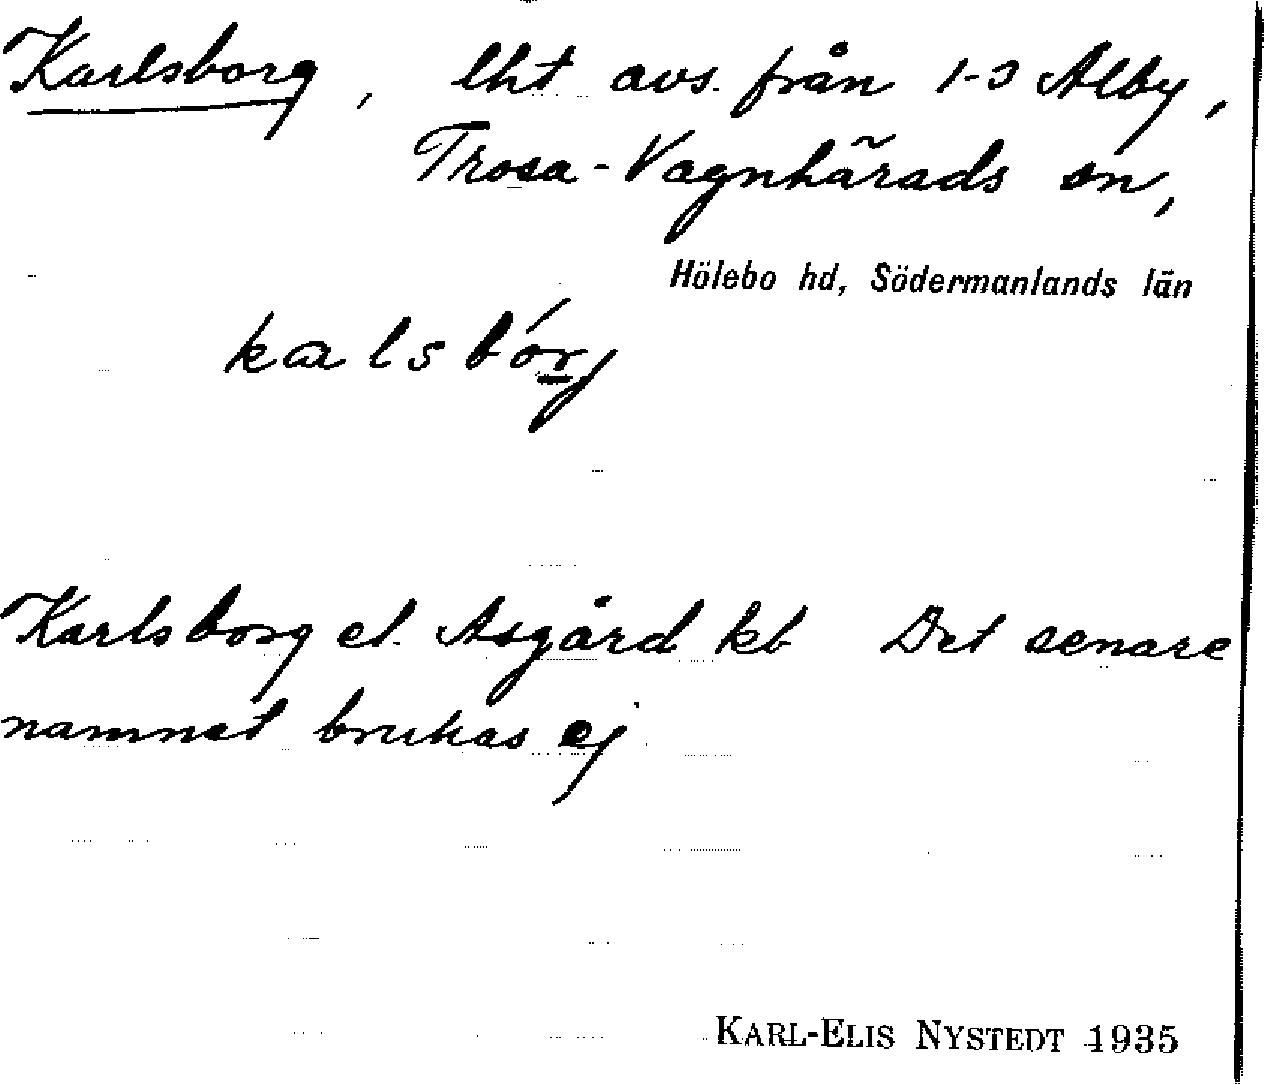 Karlsborg, lht avs. från 1-3 Alby,
Trosa-Vagnhärads sn,
Hölebo hd, Södermanlands län
kalsbórj
Karlsborg el. Asgård kb Det senare
namnet brukas ej
KARL-ELIS NYSTEDT 1935